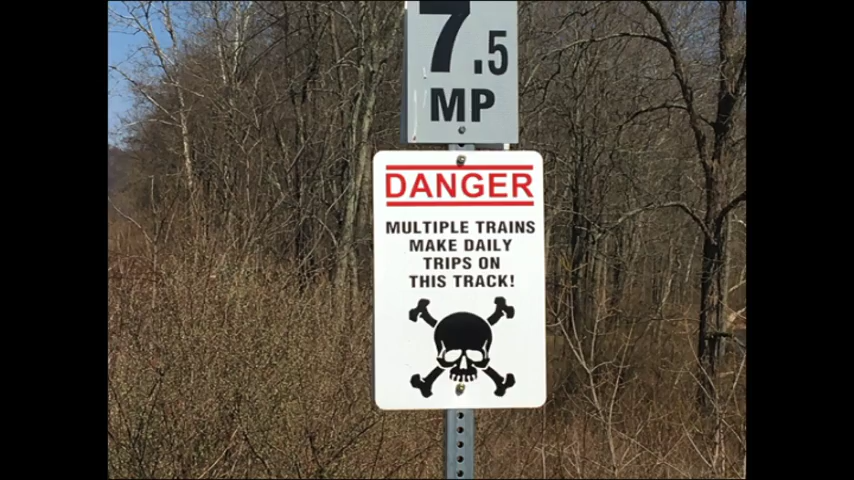 7.5
MP
DANGER
MULTIPLE TRAINS
MAKE DAILY
TRIPS ON
THIS TRACK!